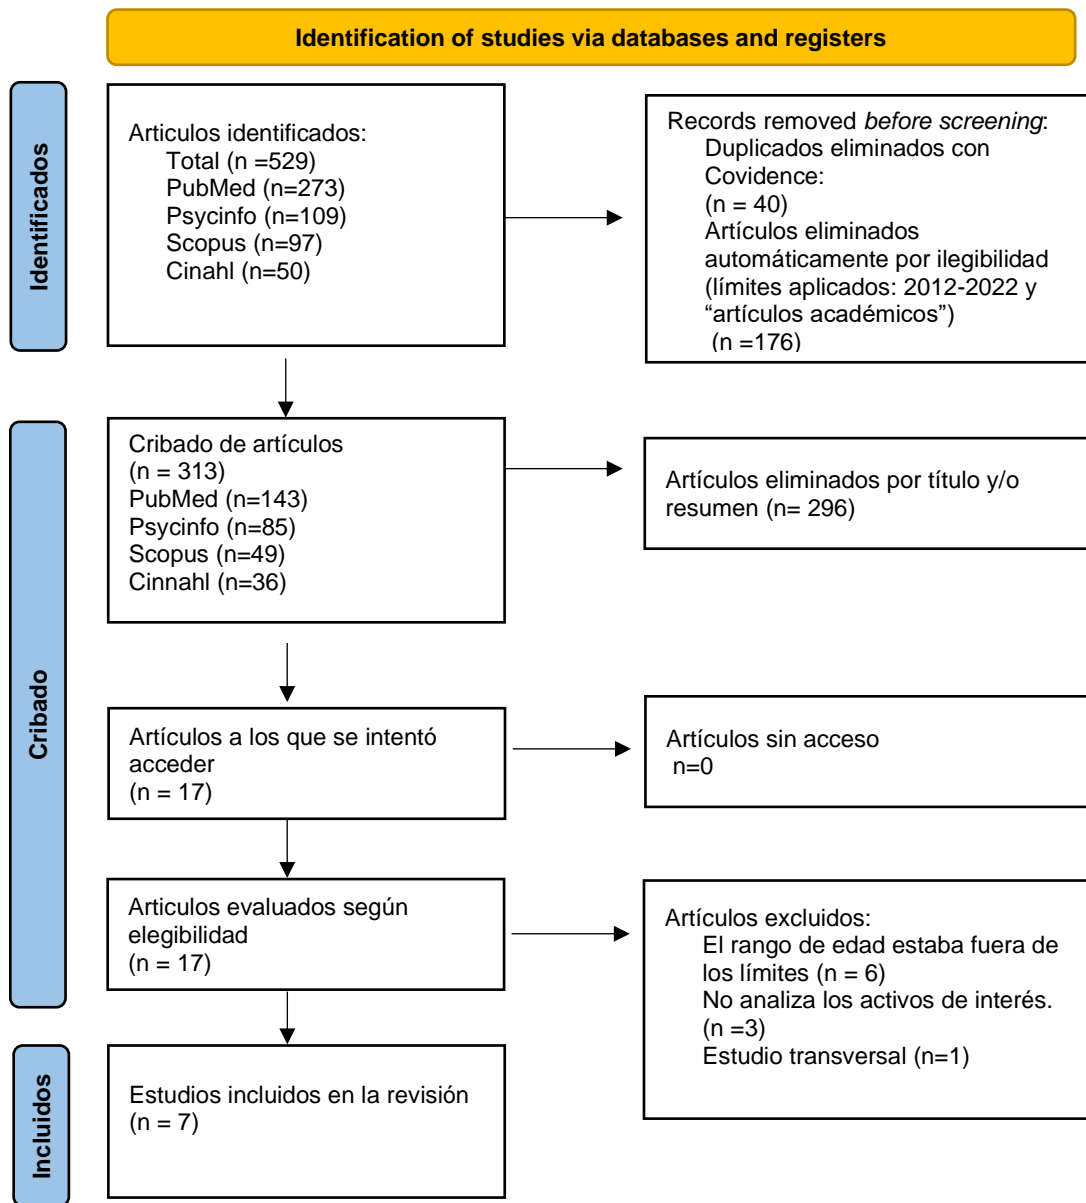 Identification of studies via databases and registers
Identificados
Articulos identificados:
Total (n =529)
PubMed (n=273)
Psycinfo (n=109)
Scopus (n=97)
Cinahl (n=50)
Records removed before screening:
Duplicados eliminados con
Covidence:
(n = 40)
Artículos eliminados
automáticamente por ilegibilidad
(límites aplicados: 2012-2022 y
“artículos académicos”)
(n =176)
Cribado
Cribado de artículos
(n = 313)
PubMed (n=143)
Psycinfo (n=85)
Scopus (n=49)
Cinnahl (n=36)
Artículos eliminados por título y/o
resumen (n= 296)
Artículos a los que se intentó
acceder
(n = 17)
Artículos sin acceso
n=0
Articulos evaluados según
elegibilidad
(n = 17)
Artículos excluidos:
El rango de edad estaba fuera de
los límites (n = 6)
No analiza los activos de interés.
(n =3)
Estudio transversal (n=1)
Incluidos
Estudios incluidos en la revisión
(n = 7)